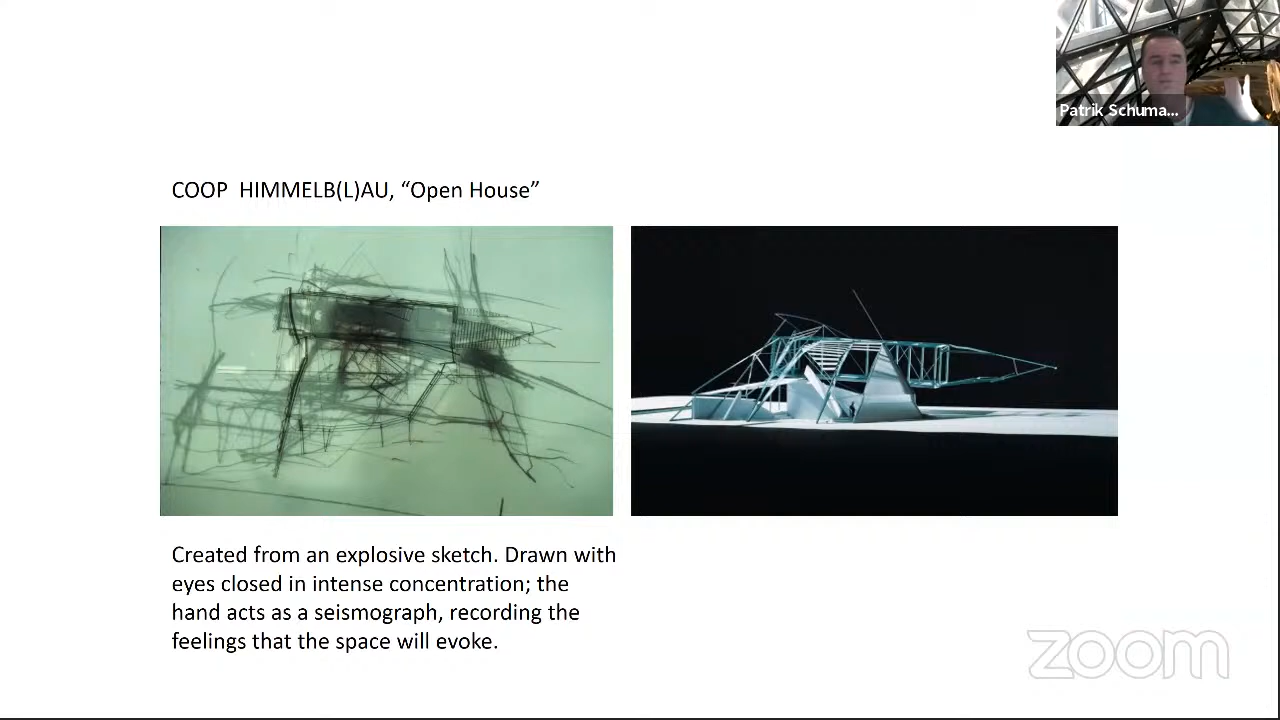 Patrik Schuma...
COOP HIMMELB(L)AU, “Open House”
Created from an explosive sketch. Drawn with
eyes closed in intense concentration; the
hand acts as a seismograph, recording the
feelings that the space will evoke.
zoom